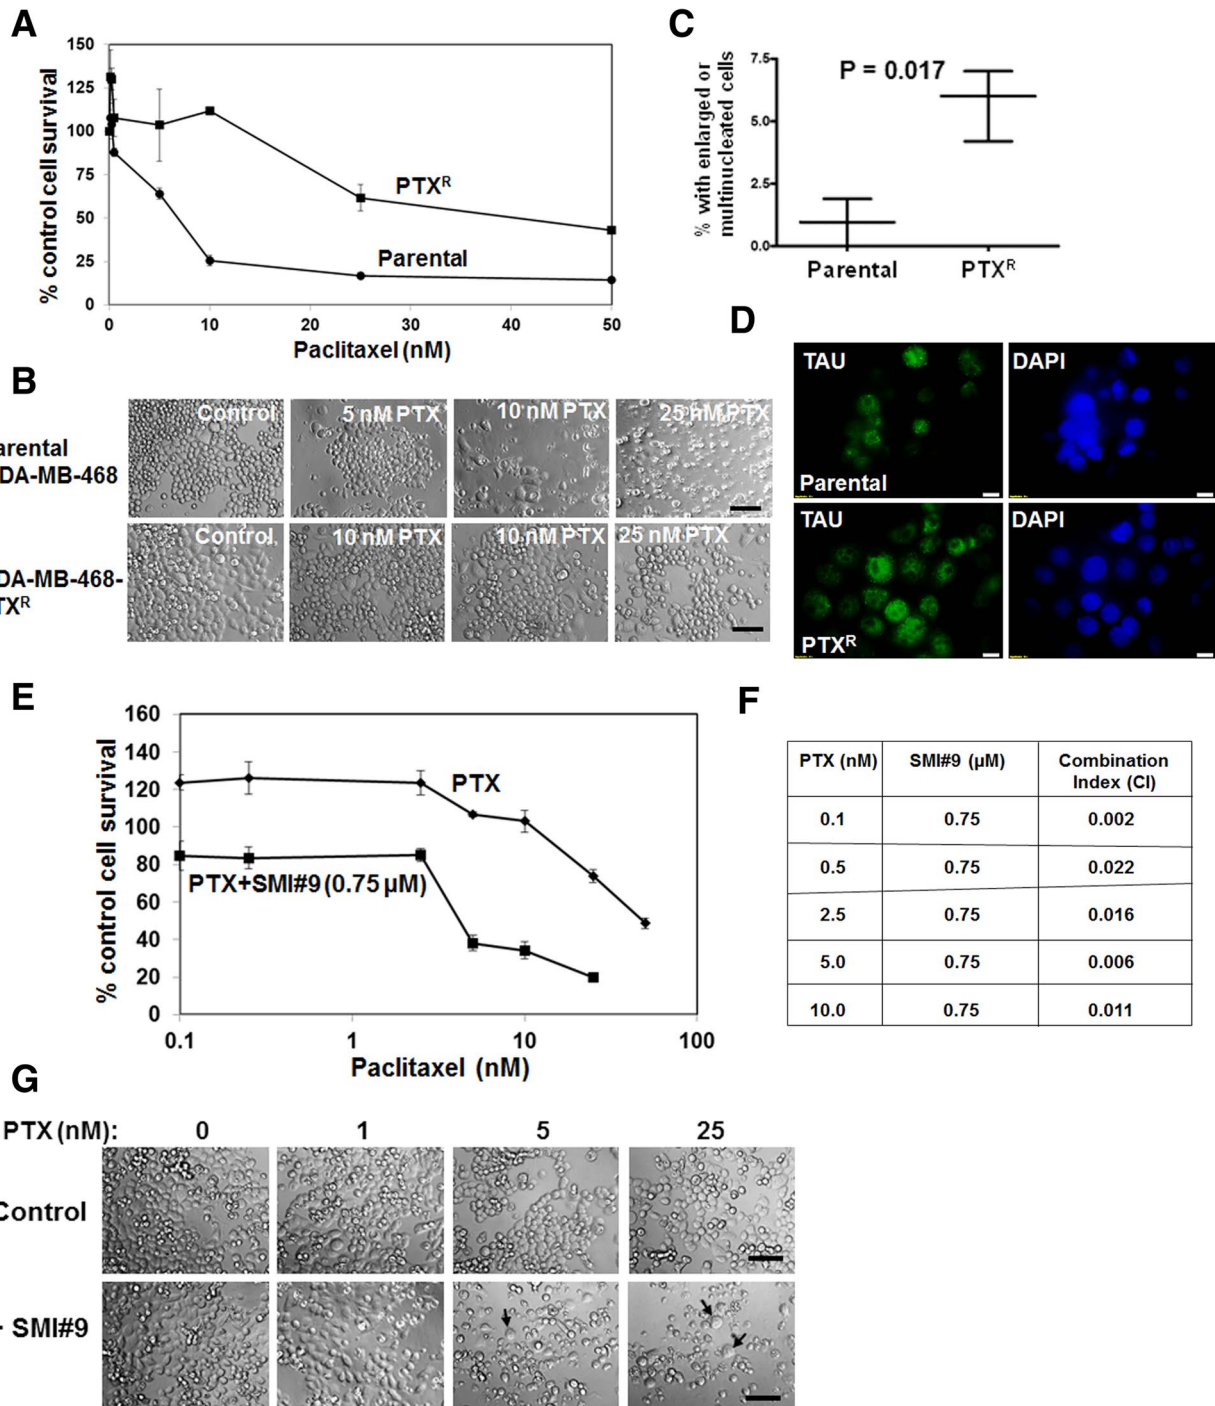 A
150
125
100
75
50
25
0
% control cell survival
PTXᴿ
Parental
0 10 20 30 40 50
Paclitaxel (nM)
C
7.5
5.0
2.5
0.0
% with enlarged or
multinucleated cells
P = 0.017
Parental PTXᴿ
B
arental
DA-MB-468
Control 5 nM PTX 10 nM PTX 25 nM PTX
DA-MB-468-
TXᴿ
Control 10 nM PTX 10 nM PTX 25 nM PTX
D
TAU DAPI
Parental
TAU DAPI
PTXᴿ
E
160
140
120
100
80
60
40
20
0
% control cell survival
PTX
PTX+SMI#9 (0.75 µM)
0.1 1 10 100
Paclitaxel (nM)
F
PTX (nM) SMI#9 (µM) Combination
Index (CI)
0.1 0.75 0.002
0.5 0.75 0.022
2.5 0.75 0.016
5.0 0.75 0.006
10.0 0.75 0.011
G
PTX (nM): 0 1 5 25
Control
SMI#9